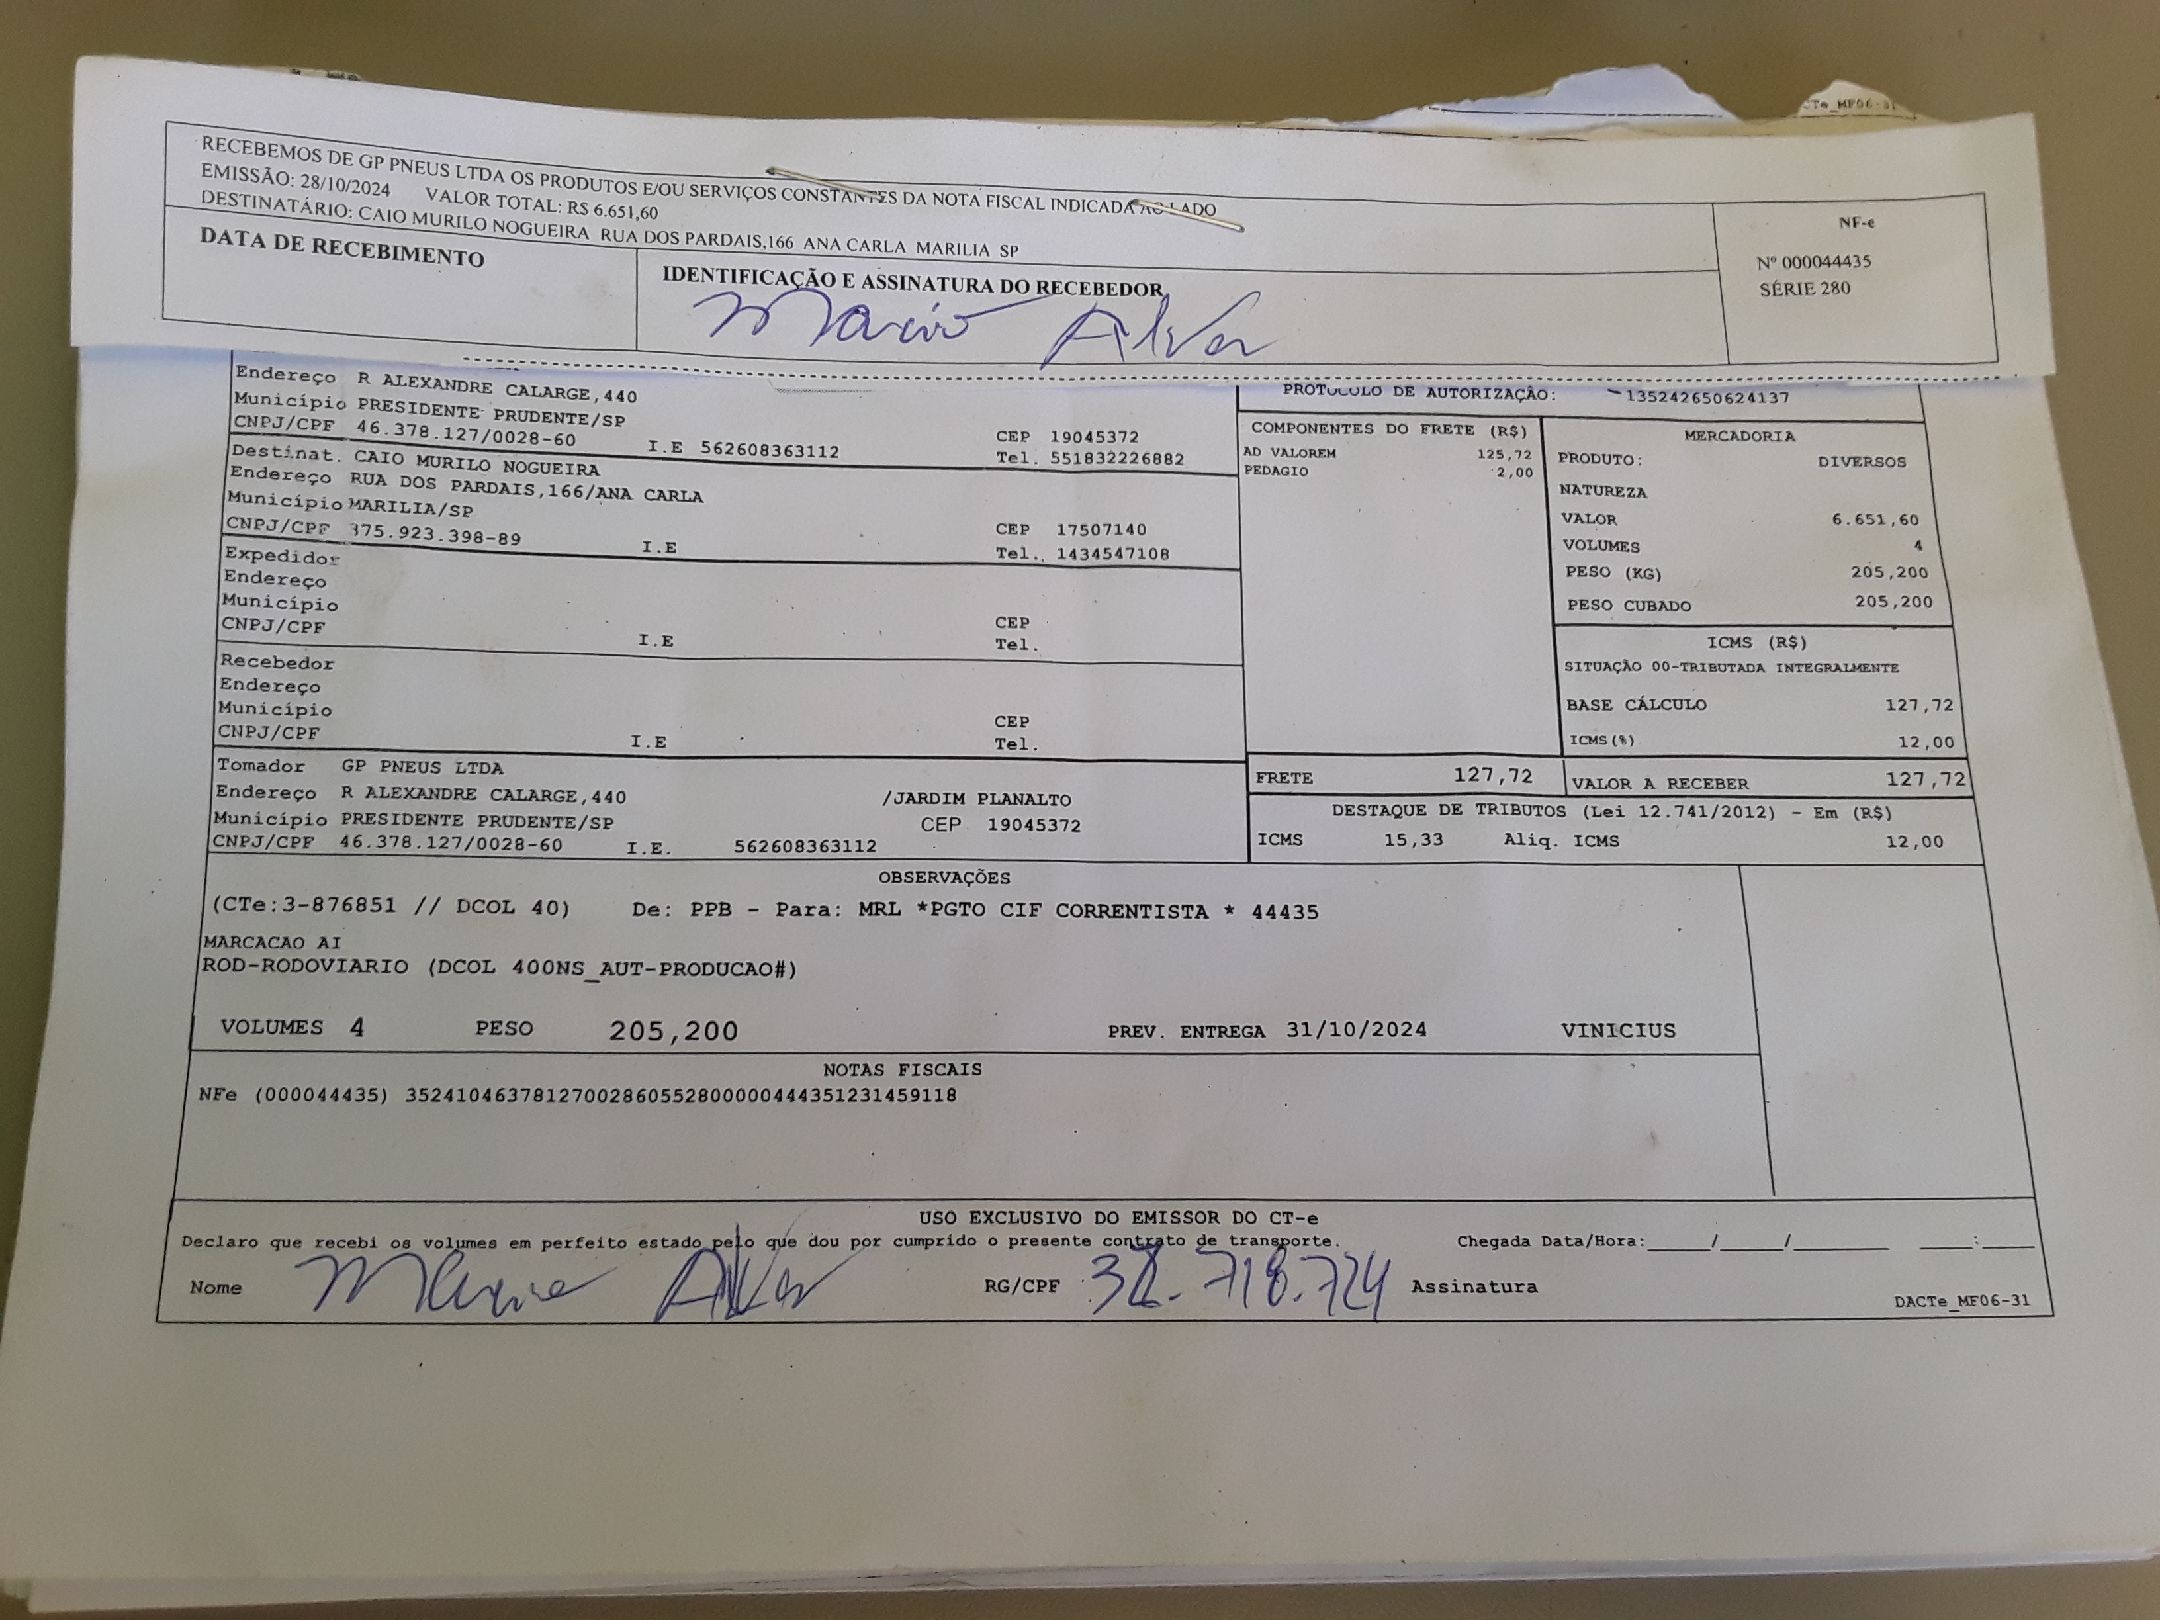 CTe_MF06-31
RECEBEMOS DE GP PNEUS LTDA OS PRODUTOS E/OU SERVIÇOS CONSTANTES DA NOTA FISCAL INDICADA AO LADO
EMISSÃO: 28/10/2024 VALOR TOTAL: R$ 6.651,60
DESTINATÁRIO: CAIO MURILO NOGUEIRA RUA DOS PARDAIS,166 ANA CARLA MARILIA SP
NF-e
Nº 000044435
SÉRIE 280
DATA DE RECEBIMENTO
IDENTIFICAÇÃO E ASSINATURA DO RECEBEDOR
Endereço R ALEXANDRE CALARGE,440
Município PRESIDENTE PRUDENTE/SP
CNPJ/CPF 46.378.127/0028-60 I.E 562608363112
CEP 19045372
Tel. 551832226882
Destinat. CAIO MURILO NOGUEIRA
Endereço RUA DOS PARDAIS,166/ANA CARLA
Município MARILIA/SP
CNPJ/CPF 375.923.398-89 I.E
CEP 17507140
Tel. 1434547108
Expedidor
Endereço
Município
CNPJ/CPF I.E
CEP
Tel.
Recebedor
Endereço
Município
CNPJ/CPF I.E
CEP
Tel.
Tomador GP PNEUS LTDA
Endereço R ALEXANDRE CALARGE,440 /JARDIM PLANALTO
Município PRESIDENTE PRUDENTE/SP CEP 19045372
CNPJ/CPF 46.378.127/0028-60 I.E. 562608363112
PROTOCOLO DE AUTORIZAÇÃO: 135242650624137
COMPONENTES DO FRETE (R$)
AD VALOREM 125,72
PEDAGIO 2,00
MERCADORIA
PRODUTO: DIVERSOS
NATUREZA
VALOR 6.651,60
VOLUMES 4
PESO (KG) 205,200
PESO CUBADO 205,200
ICMS (R$)
SITUAÇÃO 00-TRIBUTADA INTEGRALMENTE
BASE CÁLCULO 127,72
ICMS(%) 12,00
FRETE 127,72 VALOR A RECEBER 127,72
DESTAQUE DE TRIBUTOS (Lei 12.741/2012) - Em (R$)
ICMS 15,33 Aliq. ICMS 12,00
OBSERVAÇÕES
(CTe:3-876851 // DCOL 40) De: PPB - Para: MRL *PGTO CIF CORRENTISTA * 44435
MARCACAO AI
ROD-RODOVIARIO (DCOL 400NS_AUT-PRODUCAO#)
VOLUMES 4 PESO 205,200 PREV. ENTREGA 31/10/2024 VINICIUS
NOTAS FISCAIS
NFe (000044435) 35241046378127002860552800000444351231459118
USO EXCLUSIVO DO EMISSOR DO CT-e
Declaro que recebi os volumes em perfeito estado pelo que dou por cumprido o presente contrato de transporte. Chegada Data/Hora:_____/_____/________ ____:____
Nome RG/CPF Assinatura
DACTe_MF06-31